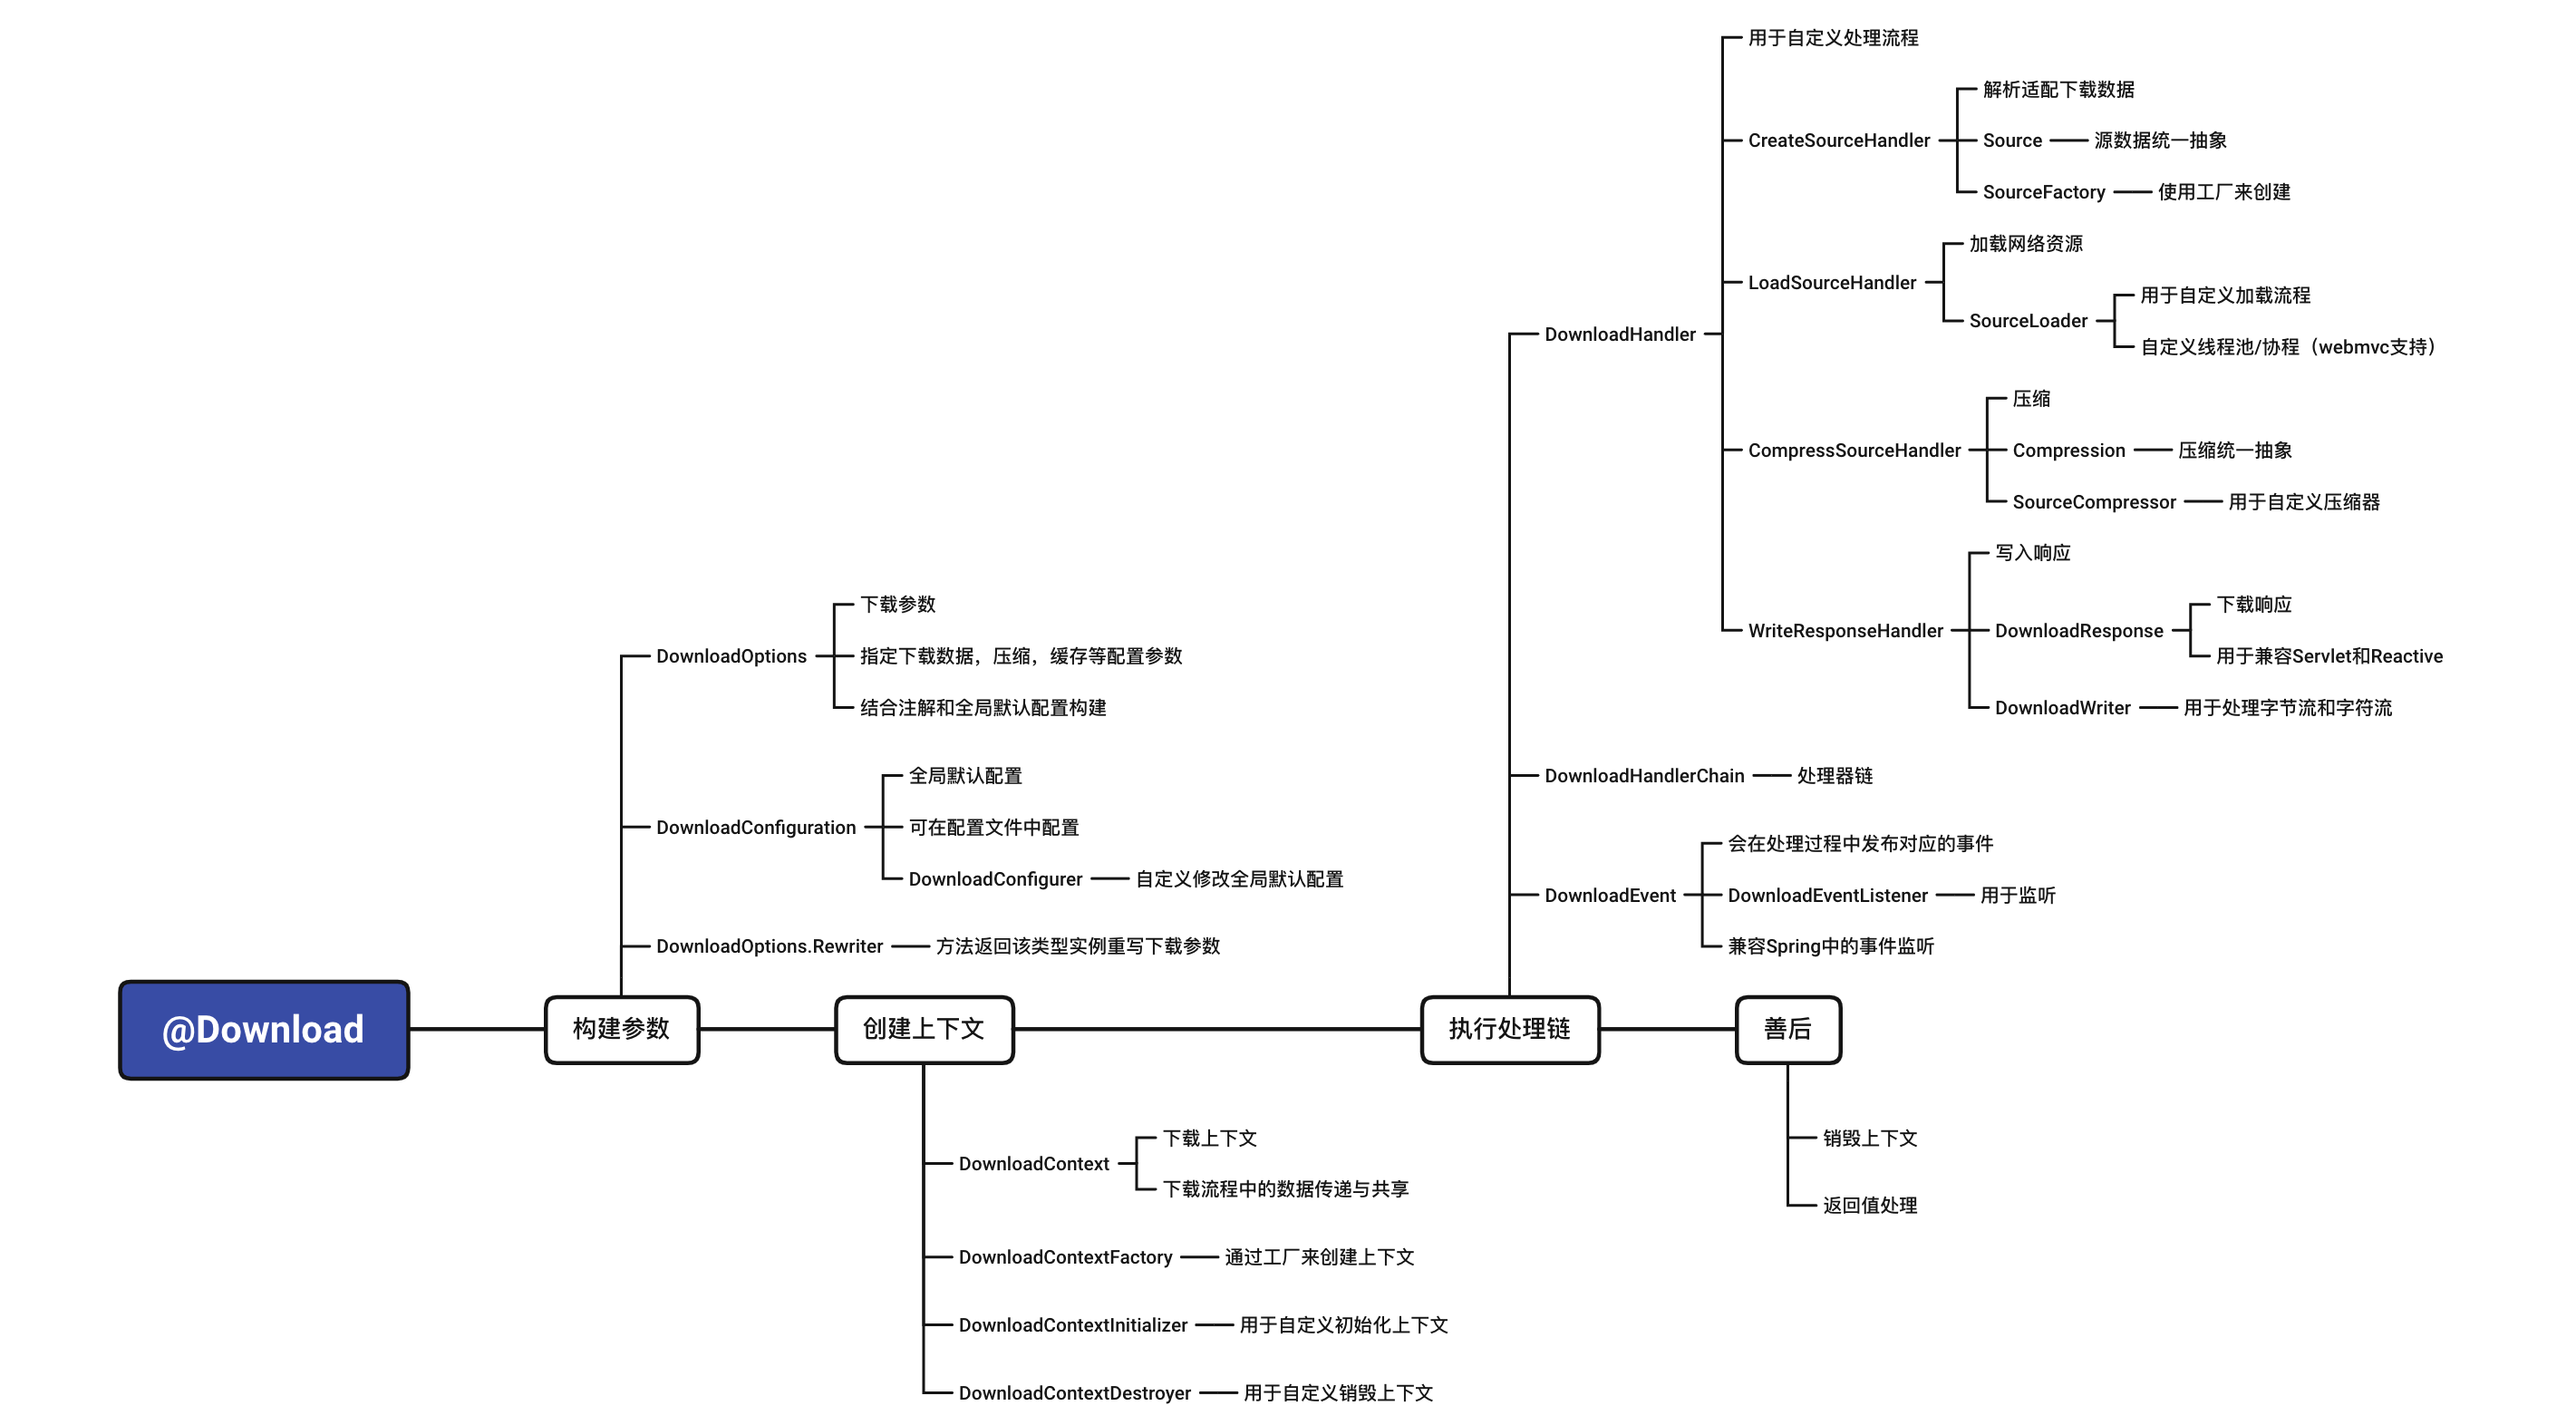 @Download
构建参数
DownloadOptions
下载参数
指定下载数据，压缩，缓存等配置参数
结合注解和全局默认配置构建
DownloadConfiguration
全局默认配置
可在配置文件中配置
DownloadConfigurer
自定义修改全局默认配置
DownloadOptions.Rewriter
方法返回该类型实例重写下载参数
创建上下文
DownloadContext
下载上下文
下载流程中的数据传递与共享
DownloadContextFactory
通过工厂来创建上下文
DownloadContextInitializer
用于自定义初始化上下文
DownloadContextDestroyer
用于自定义销毁上下文
执行处理链
DownloadHandler
用于自定义处理流程
CreateSourceHandler
解析适配下载数据
Source
源数据统一抽象
SourceFactory
使用工厂来创建
LoadSourceHandler
加载网络资源
SourceLoader
用于自定义加载流程
自定义线程池/协程（webmvc支持）
CompressSourceHandler
压缩
Compression
压缩统一抽象
SourceCompressor
用于自定义压缩器
WriteResponseHandler
写入响应
DownloadResponse
下载响应
用于兼容Servlet和Reactive
DownloadWriter
用于处理字节流和字符流
DownloadHandlerChain
处理器链
DownloadEvent
会在处理过程中发布对应的事件
DownloadEventListener
用于监听
兼容Spring中的事件监听
善后
销毁上下文
返回值处理